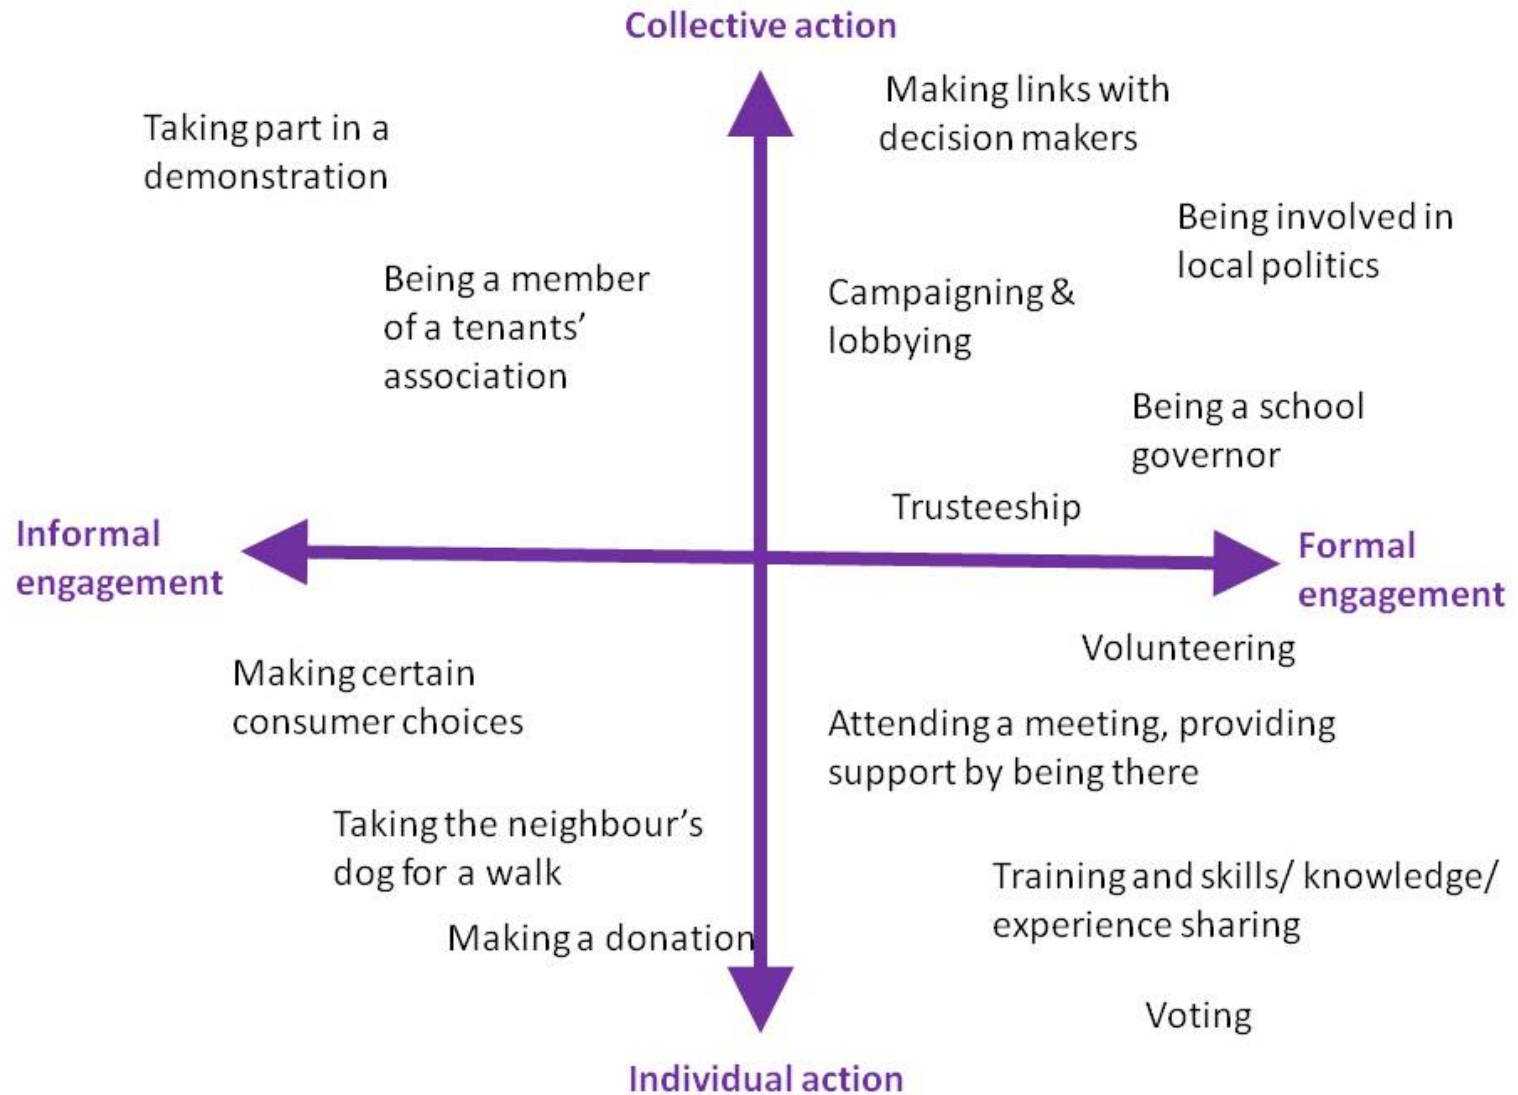 Collective action
Making links with
decision makers
Taking part in a
demonstration
Being involved in
local politics
Being a member
of a tenants’
association
Campaigning &
lobbying
Being a school
governor
Trusteeship
Informal
engagement
Formal
engagement
Volunteering
Making certain
consumer choices
Attending a meeting, providing
support by being there
Taking the neighbour’s
dog for a walk
Training and skills/ knowledge/
experience sharing
Making a donation
Voting
Individual action